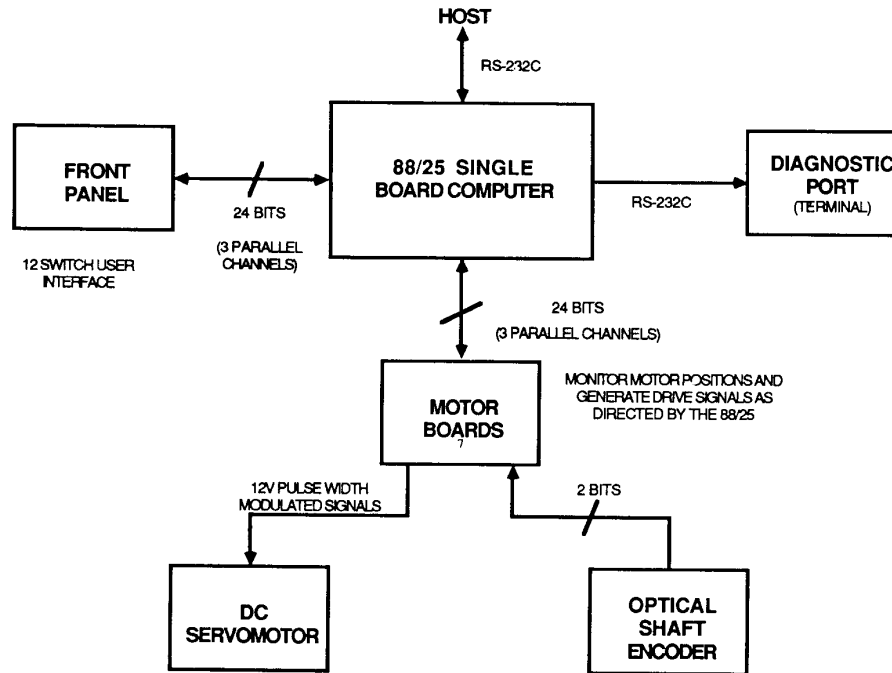 HOST
RS-232C
FRONT
PANEL
24 BITS
(3 PARALLEL
CHANNELS)
12 SWITCH USER
INTERFACE
88/25 SINGLE
BOARD COMPUTER
RS-232C
DIAGNOSTIC
PORT
(TERMINAL)
24 BITS
(3 PARALLEL CHANNELS)
MOTOR
BOARDS
7
MONITOR MOTOR POSITIONS AND
GENERATE DRIVE SIGNALS AS
DIRECTED BY THE 88/25
12V PULSE WIDTH
MODULATED SIGNALS
2 BITS
DC
SERVOMOTOR
OPTICAL
SHAFT
ENCODER